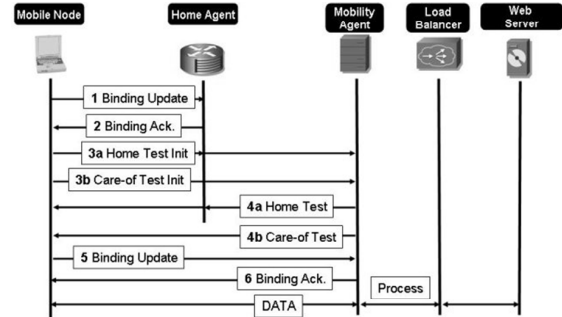 Mobile Node
Home Agent
Mobility
Agent
Load
Balancer
Web
Server
1 Binding Update
2 Binding Ack.
3a Home Test Init
3b Care-of Test Init
4a Home Test
4b Care-of Test
5 Binding Update
6 Binding Ack.
Process
DATA